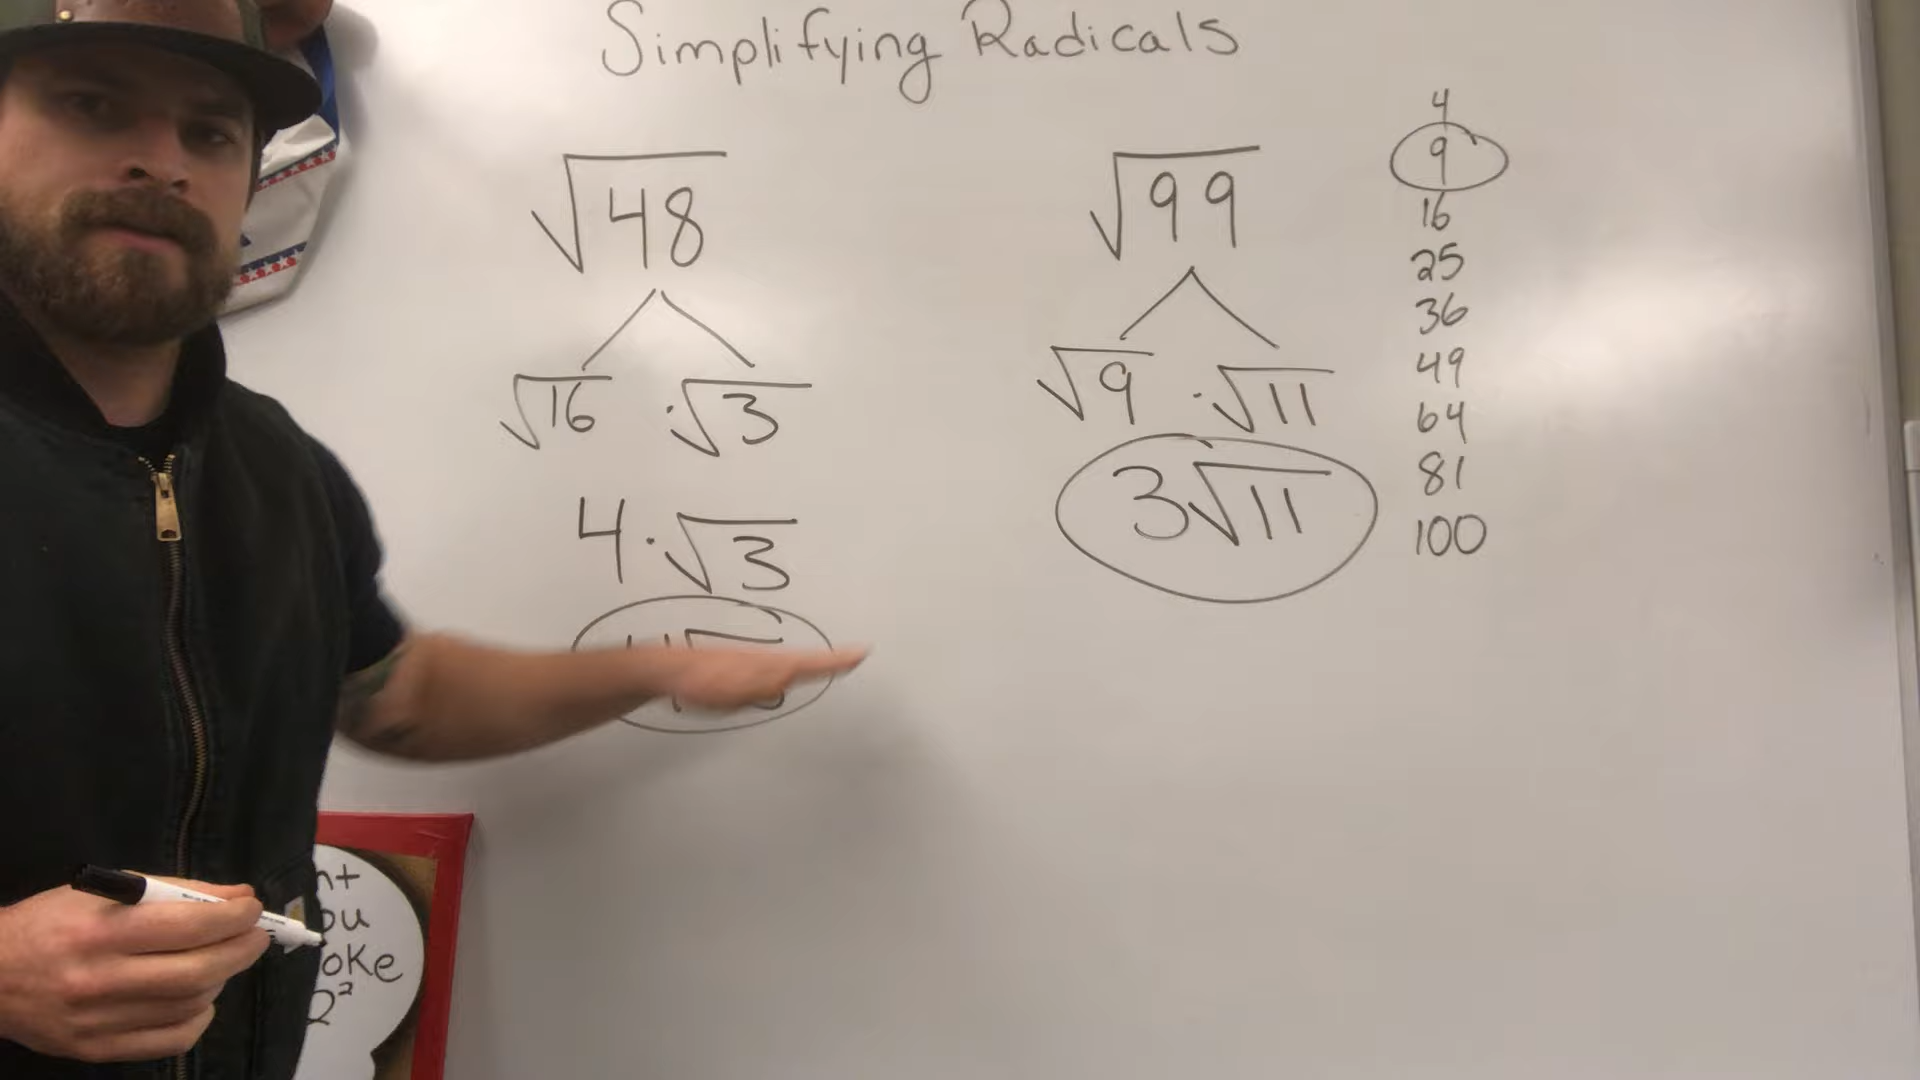 Simplifying Radicals
√48
√16 · √3
4 · √3
√99
√9 · √11
3√11
4
9
16
25
36
49
64
81
100
oke